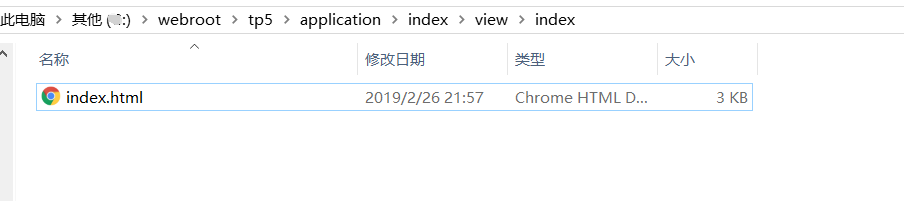 此电脑 > 其他 ( :) > webroot > tp5 > application > index > view > index
名称 修改日期 类型 大小
index.html 2019/2/26 21:57 Chrome HTML D... 3 KB